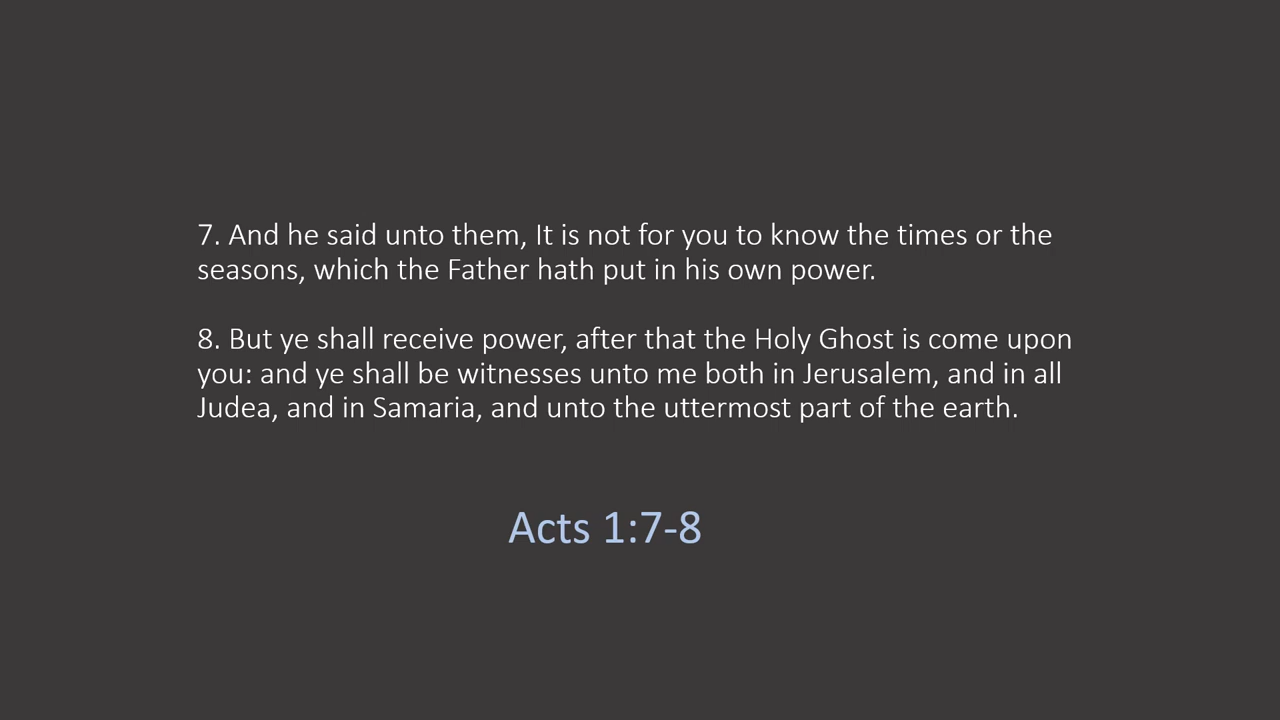 7. And he said unto them, It is not for you to know the times or the
seasons, which the Father hath put in his own power.
8. But ye shall receive power, after that the Holy Ghost is come upon
you: and ye shall be witnesses unto me both in Jerusalem, and in all
Judea, and in Samaria, and unto the uttermost part of the earth.
Acts 1:7-8